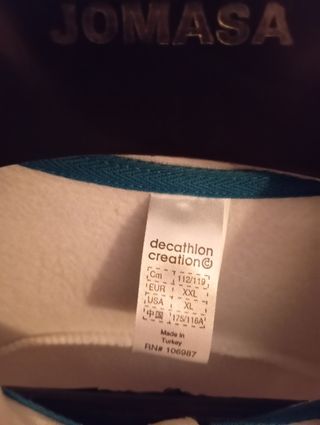 JOMASA
decathlon
creation
Cm 112/119
EUR XXL
USA XL
中国 175/116A
Made in
Turkey
RN# 106987